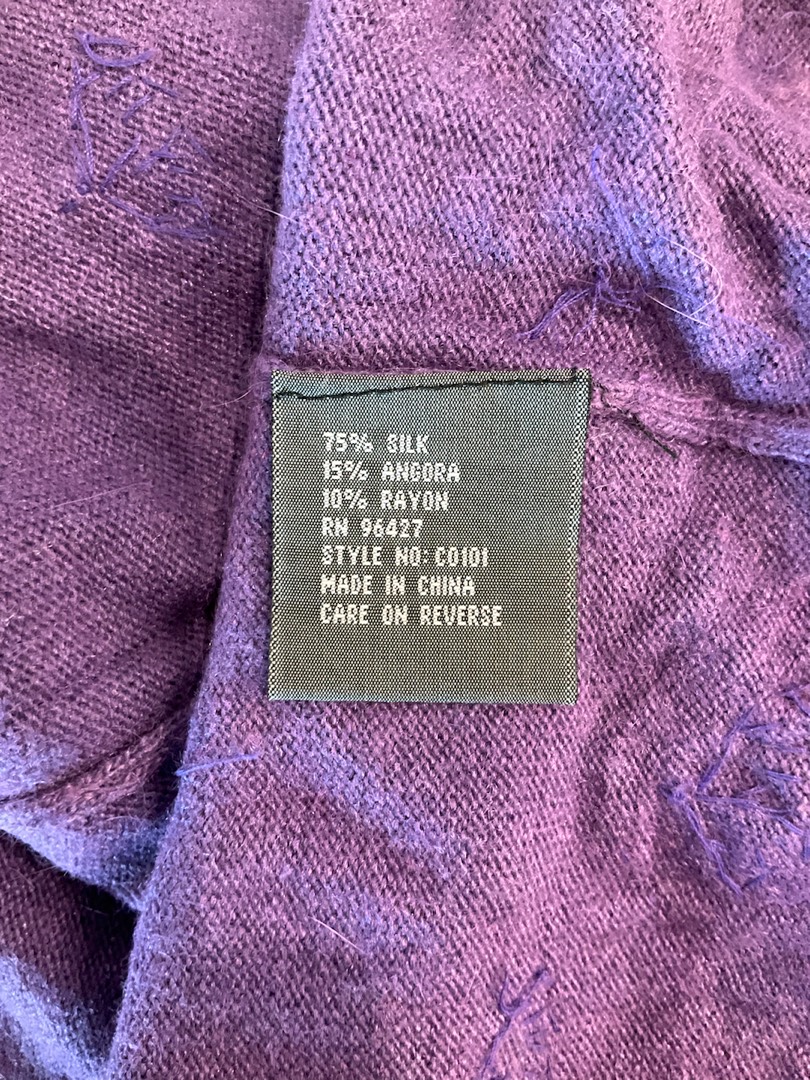 75% SILK
15% ANGORA
10% RAYON
RN 96427
STYLE NO: C0101
MADE IN CHINA
CARE ON REVERSE